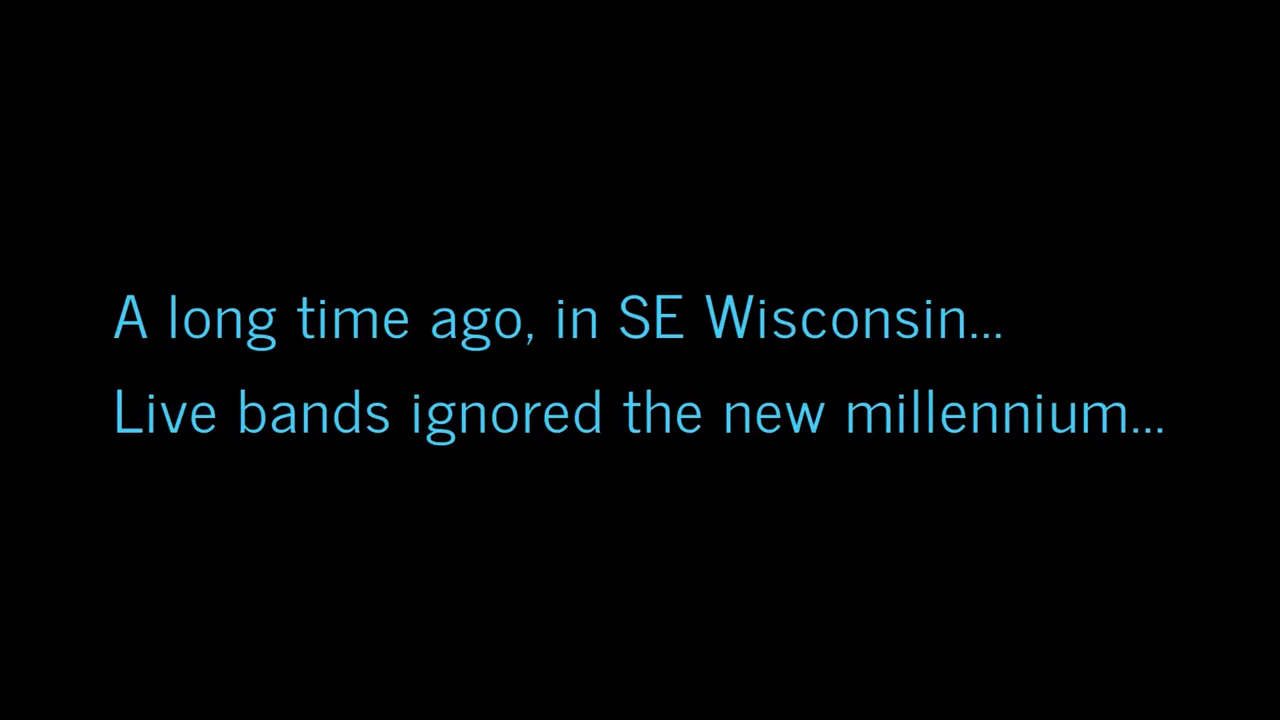 A long time ago, in SE Wisconsin...
Live bands ignored the new millennium...